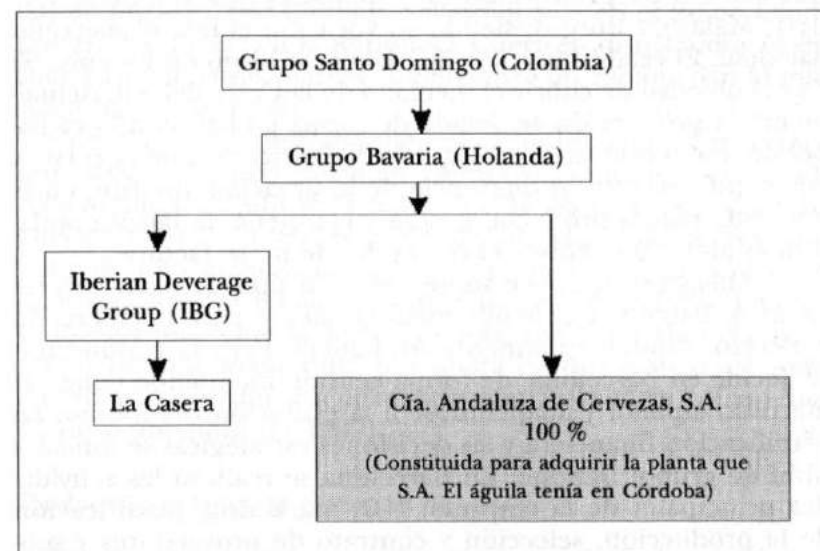 Grupo Santo Domingo (Colombia)
Grupo Bavaria (Holanda)
Iberian Deverage
Group (IBG)
La Casera
Cía. Andaluza de Cervezas, S.A.
100 %
(Constituida para adquirir la planta que
S.A. El águila tenía en Córdoba)